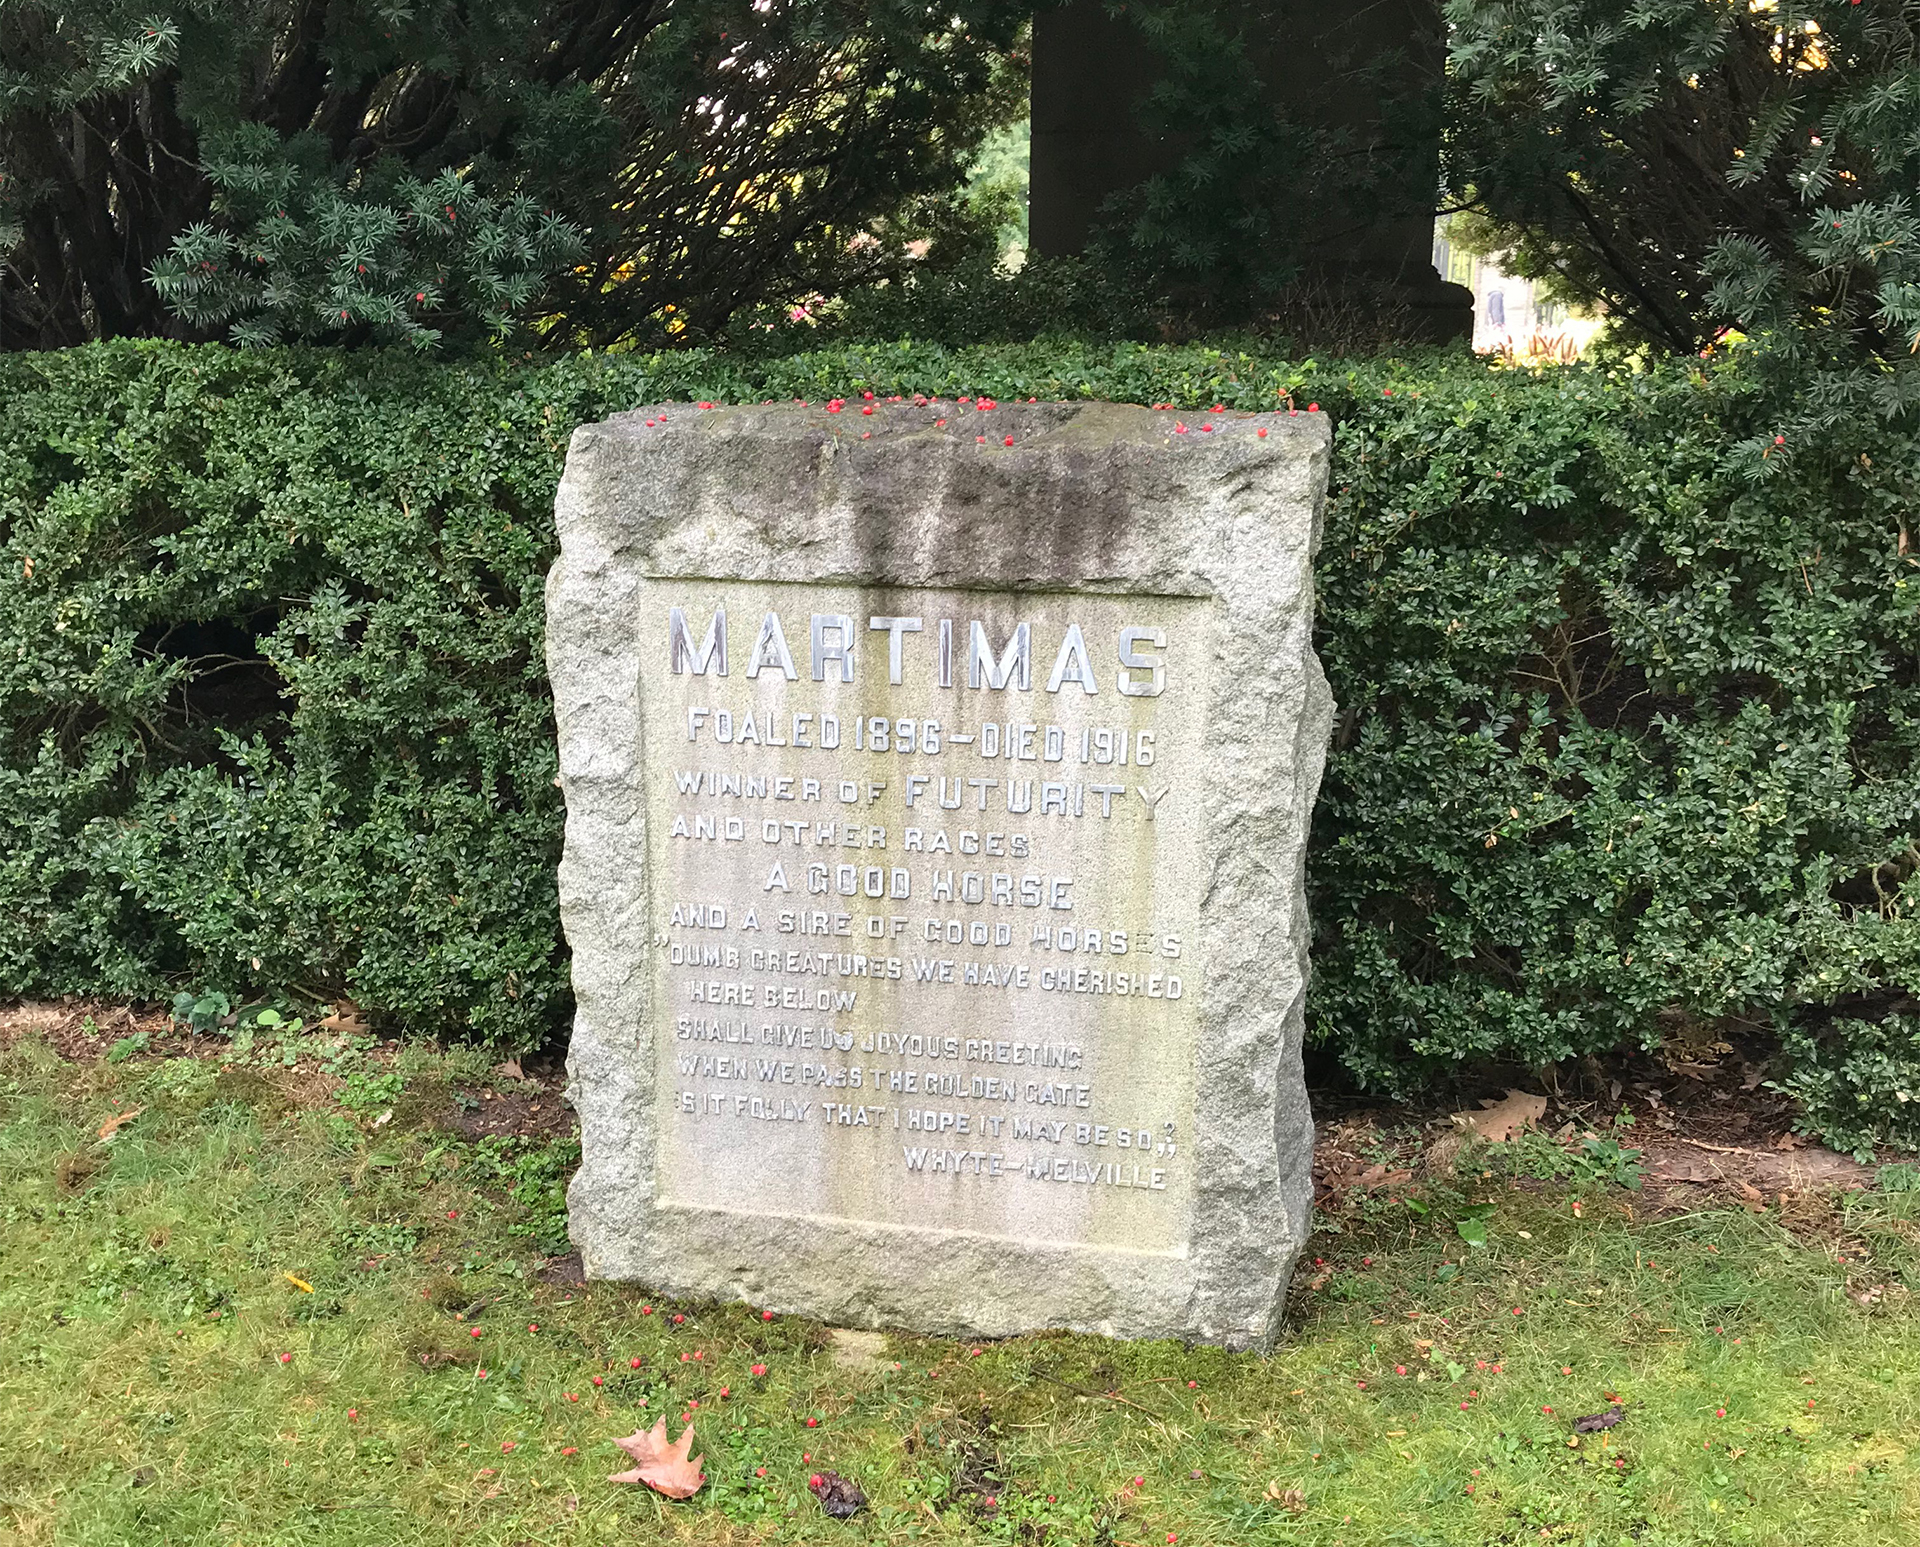 MARTIMAS
FOALED 1896–DIED 1916
WINNER OF FUTURITY
AND OTHER RACES
A GOOD HORSE
AND A SIRE OF GOOD HORSES
"DUMB CREATURES WE HAVE CHERISHED
HERE BELOW
SHALL GIVE US JOYOUS GREETING
WHEN WE PASS THE GOLDEN GATE
IS IT FOLLY THAT I HOPE IT MAY BE SO,?"
WHYTE–MELVILLE